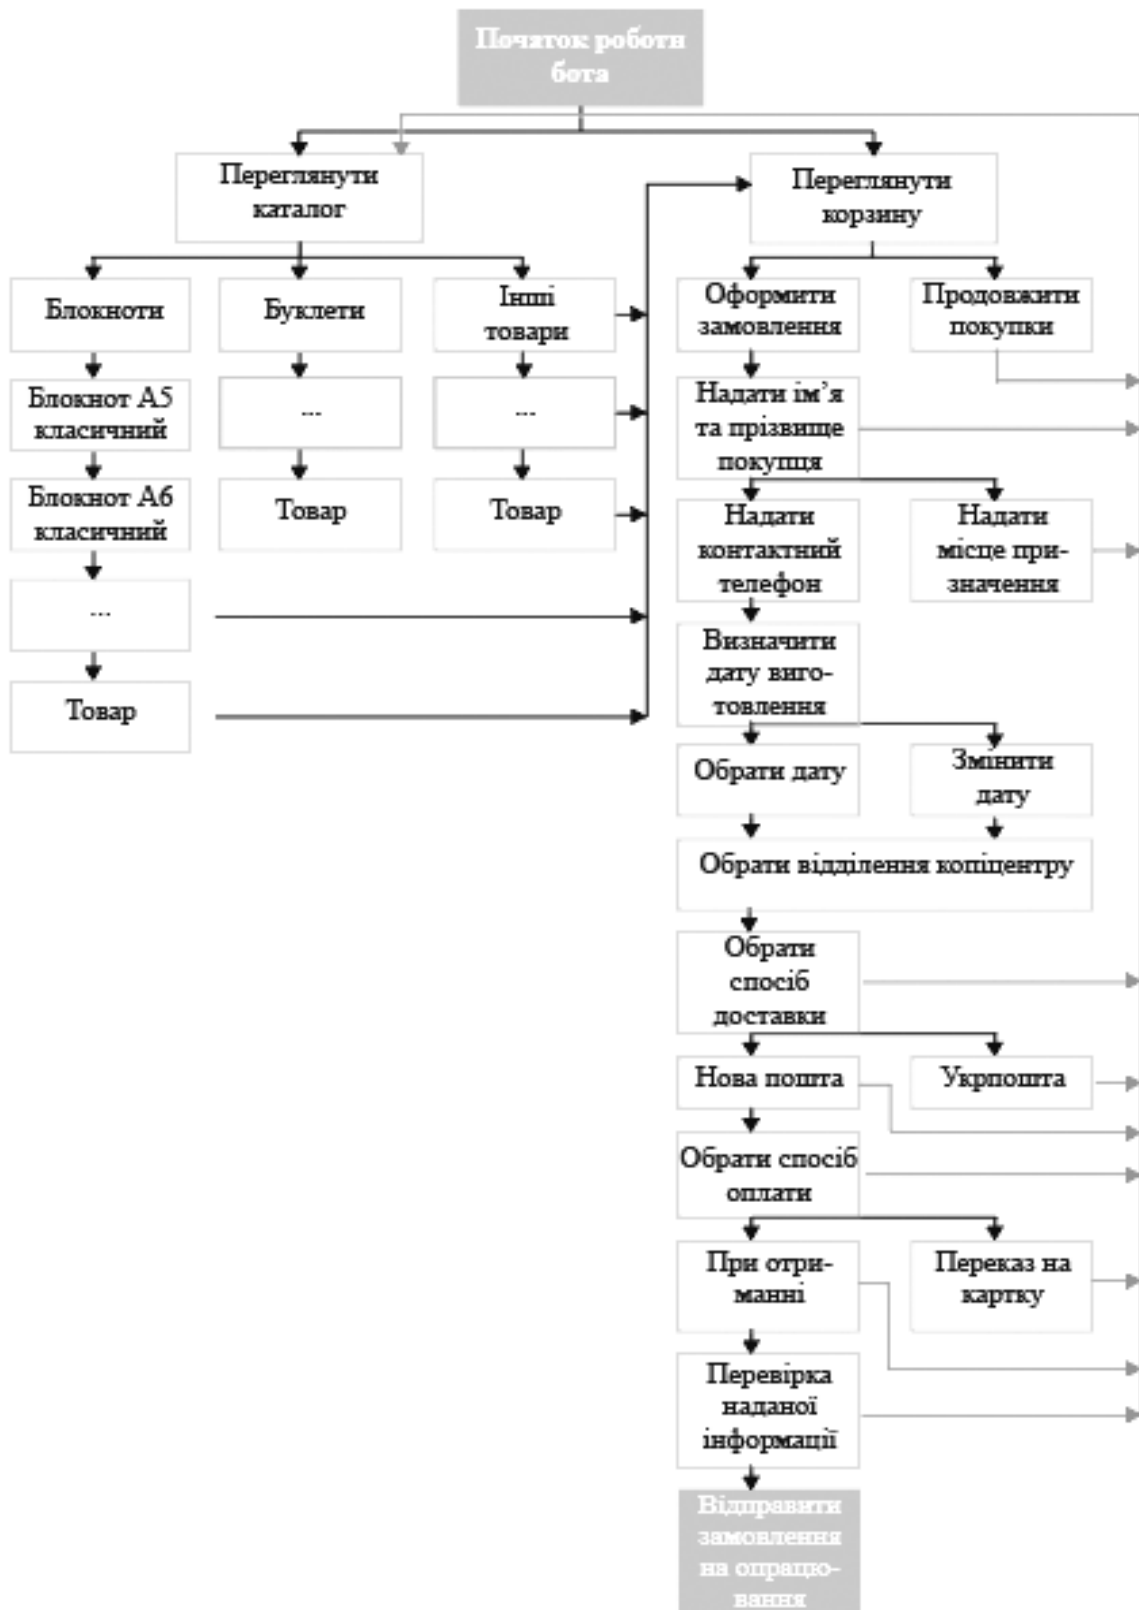 Початок роботи
бота
Переглянути
каталог
Переглянути
корзину
Блокноти
Буклети
Інші
товари
Оформити
замовлення
Продовжити
покупки
Блокнот А5
класичний
...
...
Надати ім’я
та прізвище
покупця
Блокнот А6
класичний
Товар
Товар
Надати
контактний
телефон
Надати
місце при-
значення
...
Визначити
дату виго-
товлення
Товар
Обрати дату
Змінити
дату
Обрати відділення копіцентру
Обрати
спосіб
доставки
Нова пошта
Укрпошта
Обрати спосіб
оплати
При отри-
манні
Переказ на
картку
Перевірка
наданої
інформації
Відправити
замовлення
на опрацю-
вання